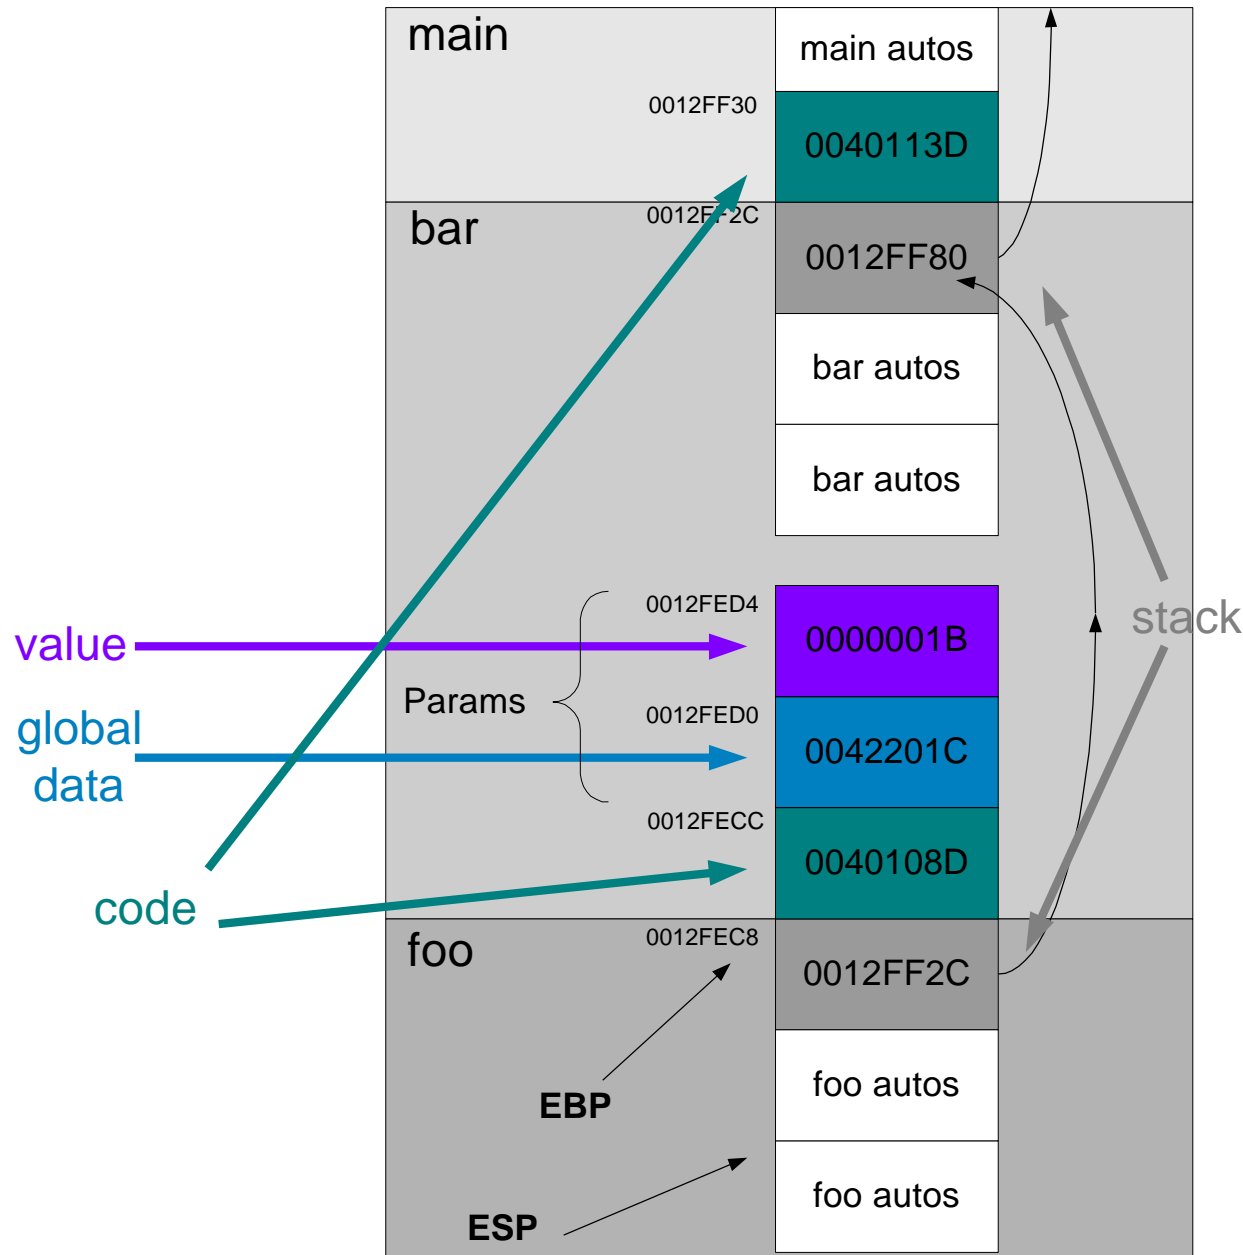 main
main autos
0012FF30
0040113D
bar
0012FF2C
0012FF80
bar autos
bar autos
0012FED4
value
0000001B
stack
Params
0012FED0
global
data
0042201C
0012FECC
0040108D
code
foo
0012FEC8
0012FF2C
EBP
foo autos
ESP
foo autos